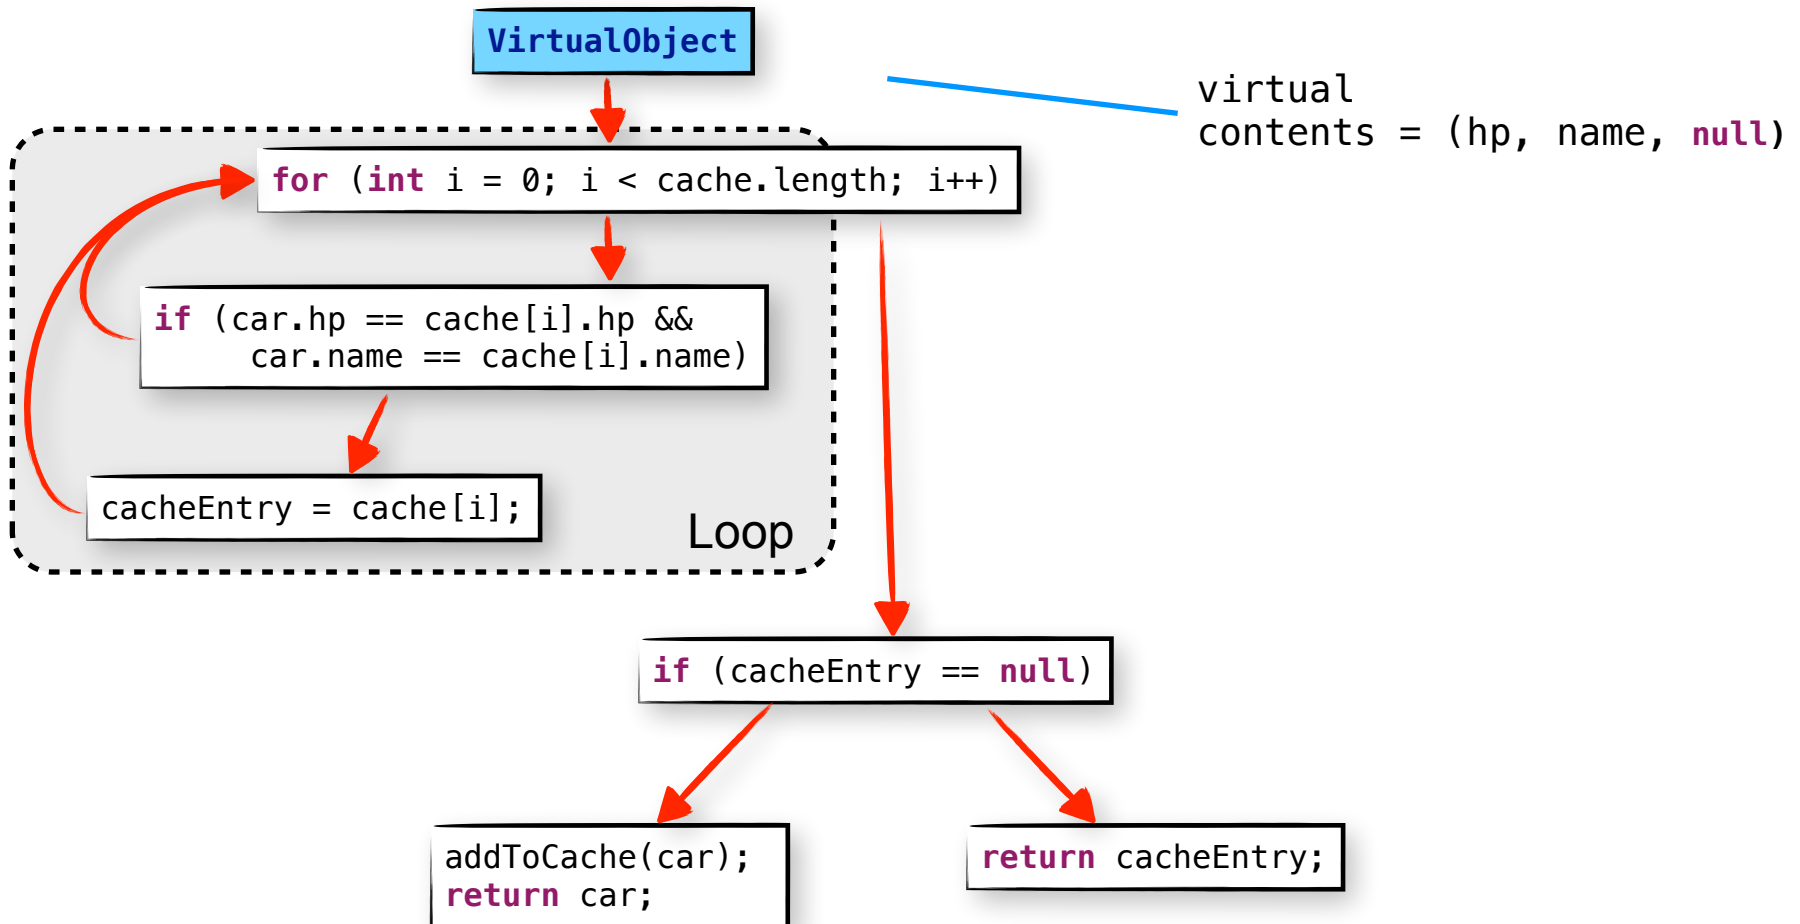 VirtualObject
virtual
contents = (hp, name, null)
for (int i = 0; i < cache.length; i++)
if (car.hp == cache[i].hp &&
car.name == cache[i].name)
cacheEntry = cache[i];
Loop
if (cacheEntry == null)
addToCache(car);
return car;
return cacheEntry;